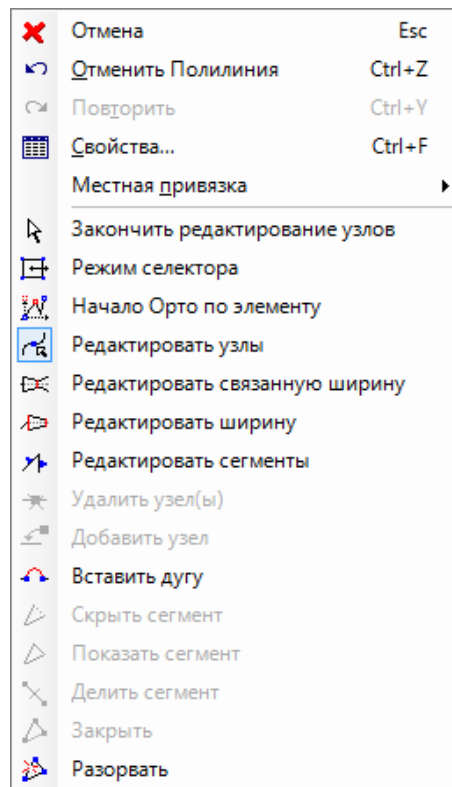 Отмена Esc
Отменить Полилиния Ctrl+Z
Повторить Ctrl+Y
Свойства... Ctrl+F
Местная привязка
Закончить редактирование узлов
Режим селектора
Начало Орто по элементу
Редактировать узлы
Редактировать связанную ширину
Редактировать ширину
Редактировать сегменты
Удалить узел(ы)
Добавить узел
Вставить дугу
Скрыть сегмент
Показать сегмент
Делить сегмент
Закрыть
Разорвать